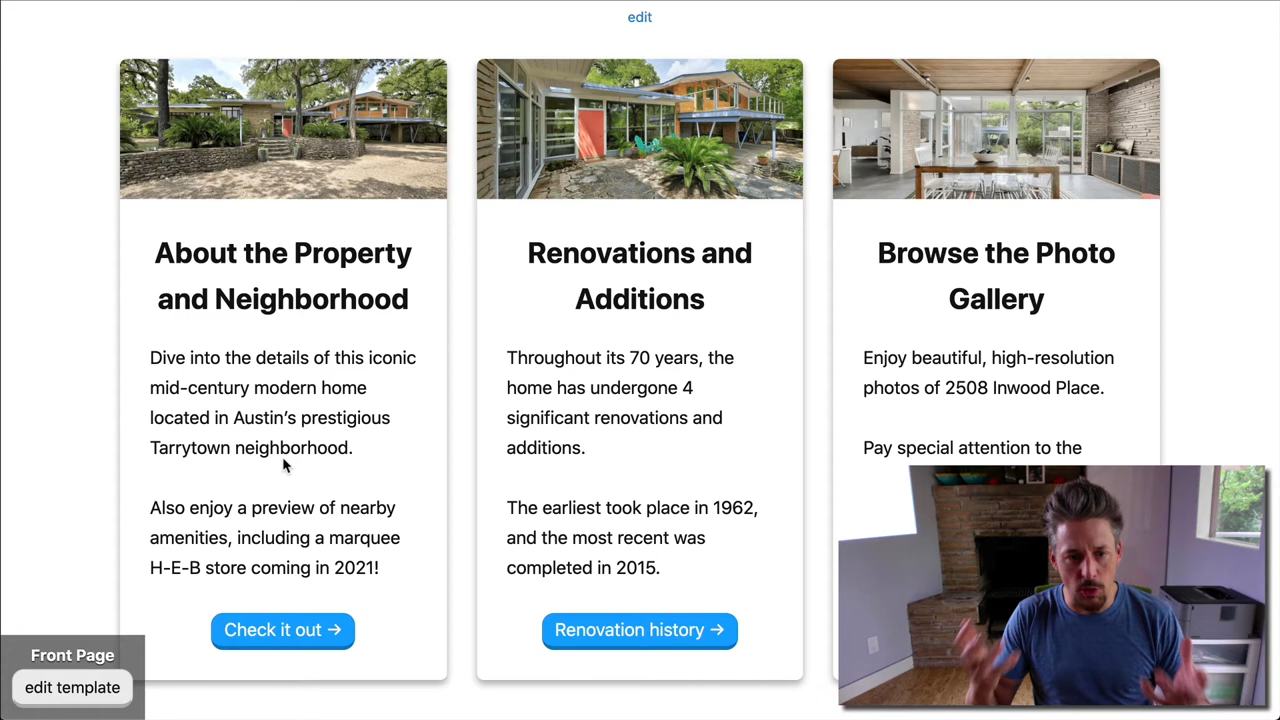 edit
About the Property
and Neighborhood
Dive into the details of this iconic
mid-century modern home
located in Austin’s prestigious
Tarrytown neighborhood.
Also enjoy a preview of nearby
amenities, including a marquee
H-E-B store coming in 2021!
Check it out →
Renovations and
Additions
Throughout its 70 years, the
home has undergone 4
significant renovations and
additions.
The earliest took place in 1962,
and the most recent was
completed in 2015.
Renovation history →
Browse the Photo
Gallery
Enjoy beautiful, high-resolution
photos of 2508 Inwood Place.
Pay special attention to the
Front Page
edit template